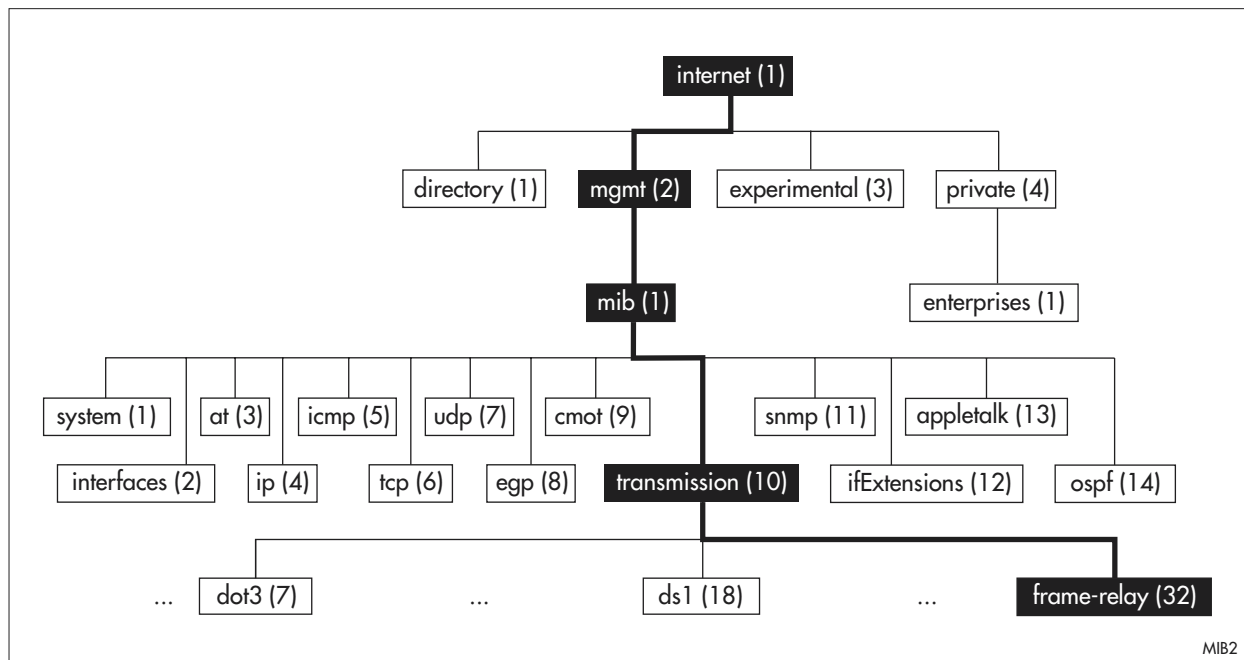 internet (1)
directory (1)
mgmt (2)
experimental (3)
private (4)
mib (1)
enterprises (1)
system (1)
at (3)
icmp (5)
udp (7)
cmot (9)
snmp (11)
appletalk (13)
interfaces (2)
ip (4)
tcp (6)
egp (8)
transmission (10)
ifExtensions (12)
ospf (14)
...
dot3 (7)
...
ds1 (18)
...
frame-relay (32)
MIB2